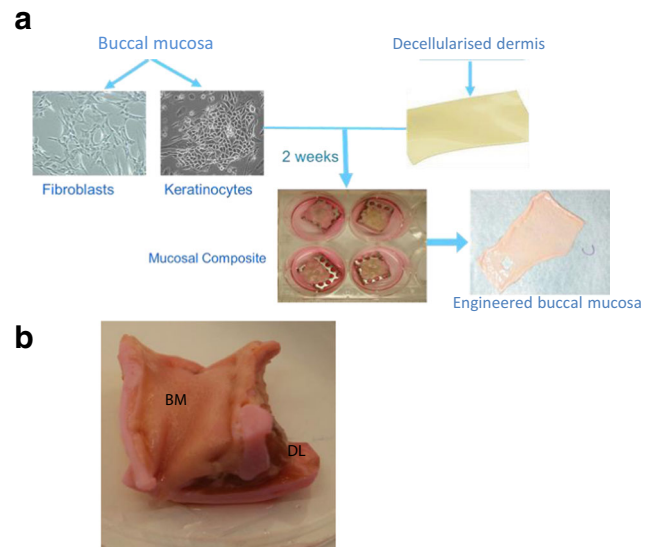 a
Buccal mucosa
Decellularised dermis
2 weeks
Fibroblasts
Keratinocytes
Mucosal Composite
Engineered buccal mucosa
b
BM
DL